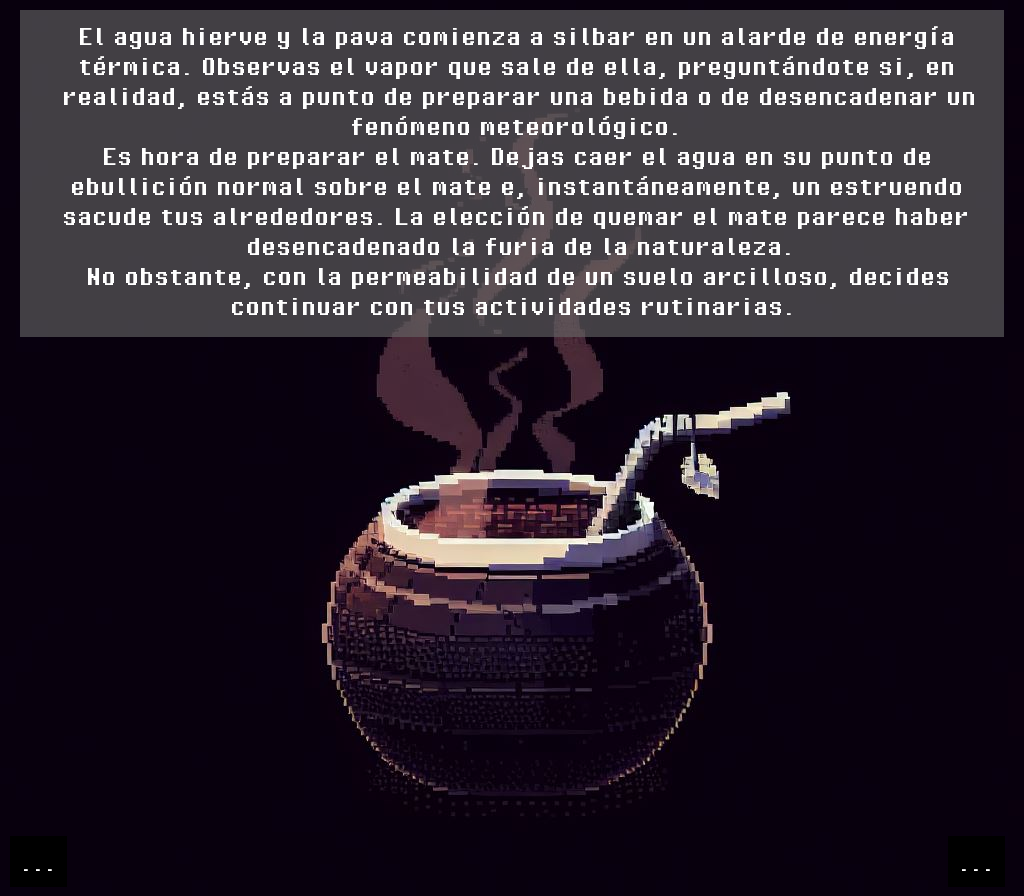 El agua hierve y la pava comienza a silbar en un alarde de energía
térmica. Observas el vapor que sale de ella, preguntándote si, en
realidad, estás a punto de preparar una bebida o de desencadenar un
fenómeno meteorológico.
Es hora de preparar el mate. Dejas caer el agua en su punto de
ebullición normal sobre el mate e, instantáneamente, un estruendo
sacude tus alrededores. La elección de quemar el mate parece haber
desencadenado la furia de la naturaleza.
No obstante, con la permeabilidad de un suelo arcilloso, decides
continuar con tus actividades rutinarias.
...
...